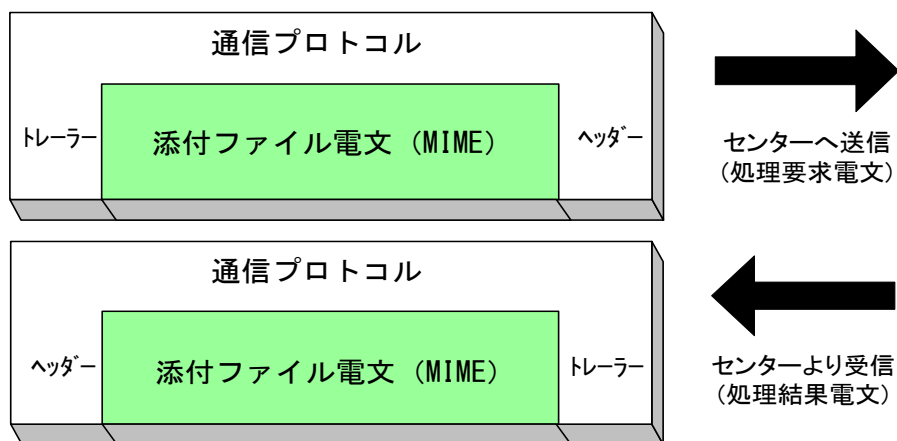 通信プロトコル
トレーラー
添付ファイル電文（MIME）
ヘッダー
センターへ送信
（処理要求電文）
通信プロトコル
ヘッダー
添付ファイル電文（MIME）
トレーラー
センターより受信
（処理結果電文）